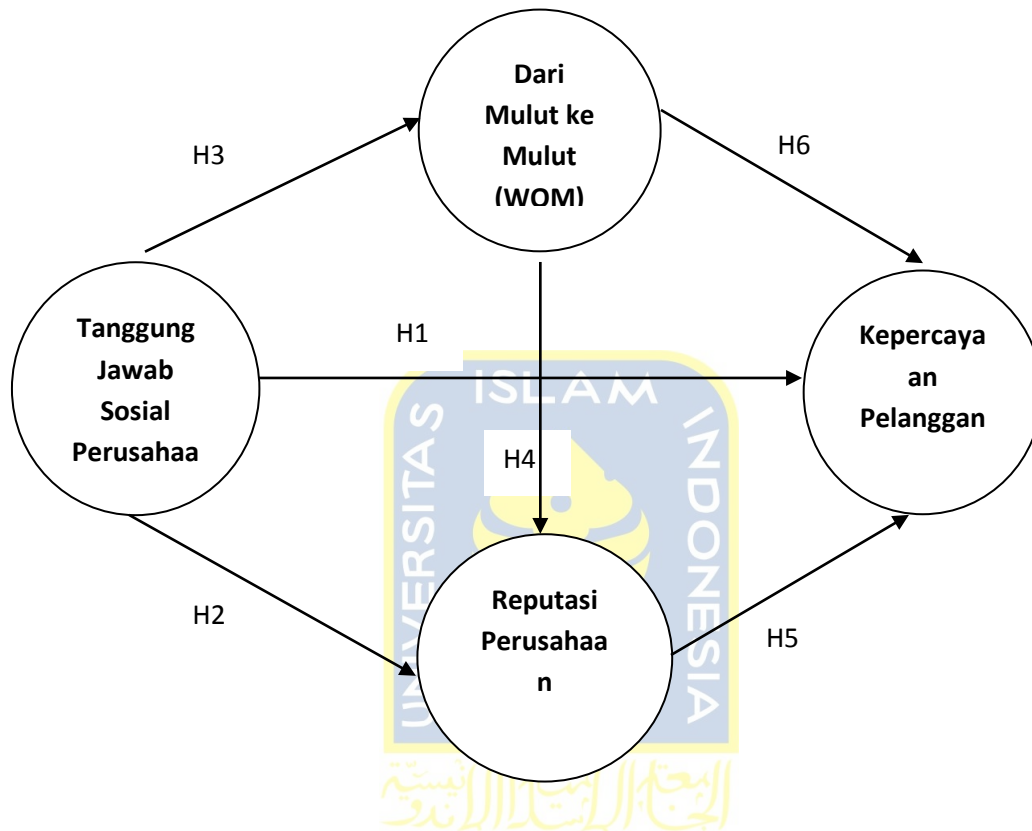 Dari
Mulut ke
Mulut
(WOM)
H3
H6
Tanggung
Jawab
Sosial
Perusahaa
H1
Kepercaya
an
Pelanggan
H4
H2
Reputasi
Perusahaa
n
H5
UNIVERSITAS
ISLAM
INDONESIA